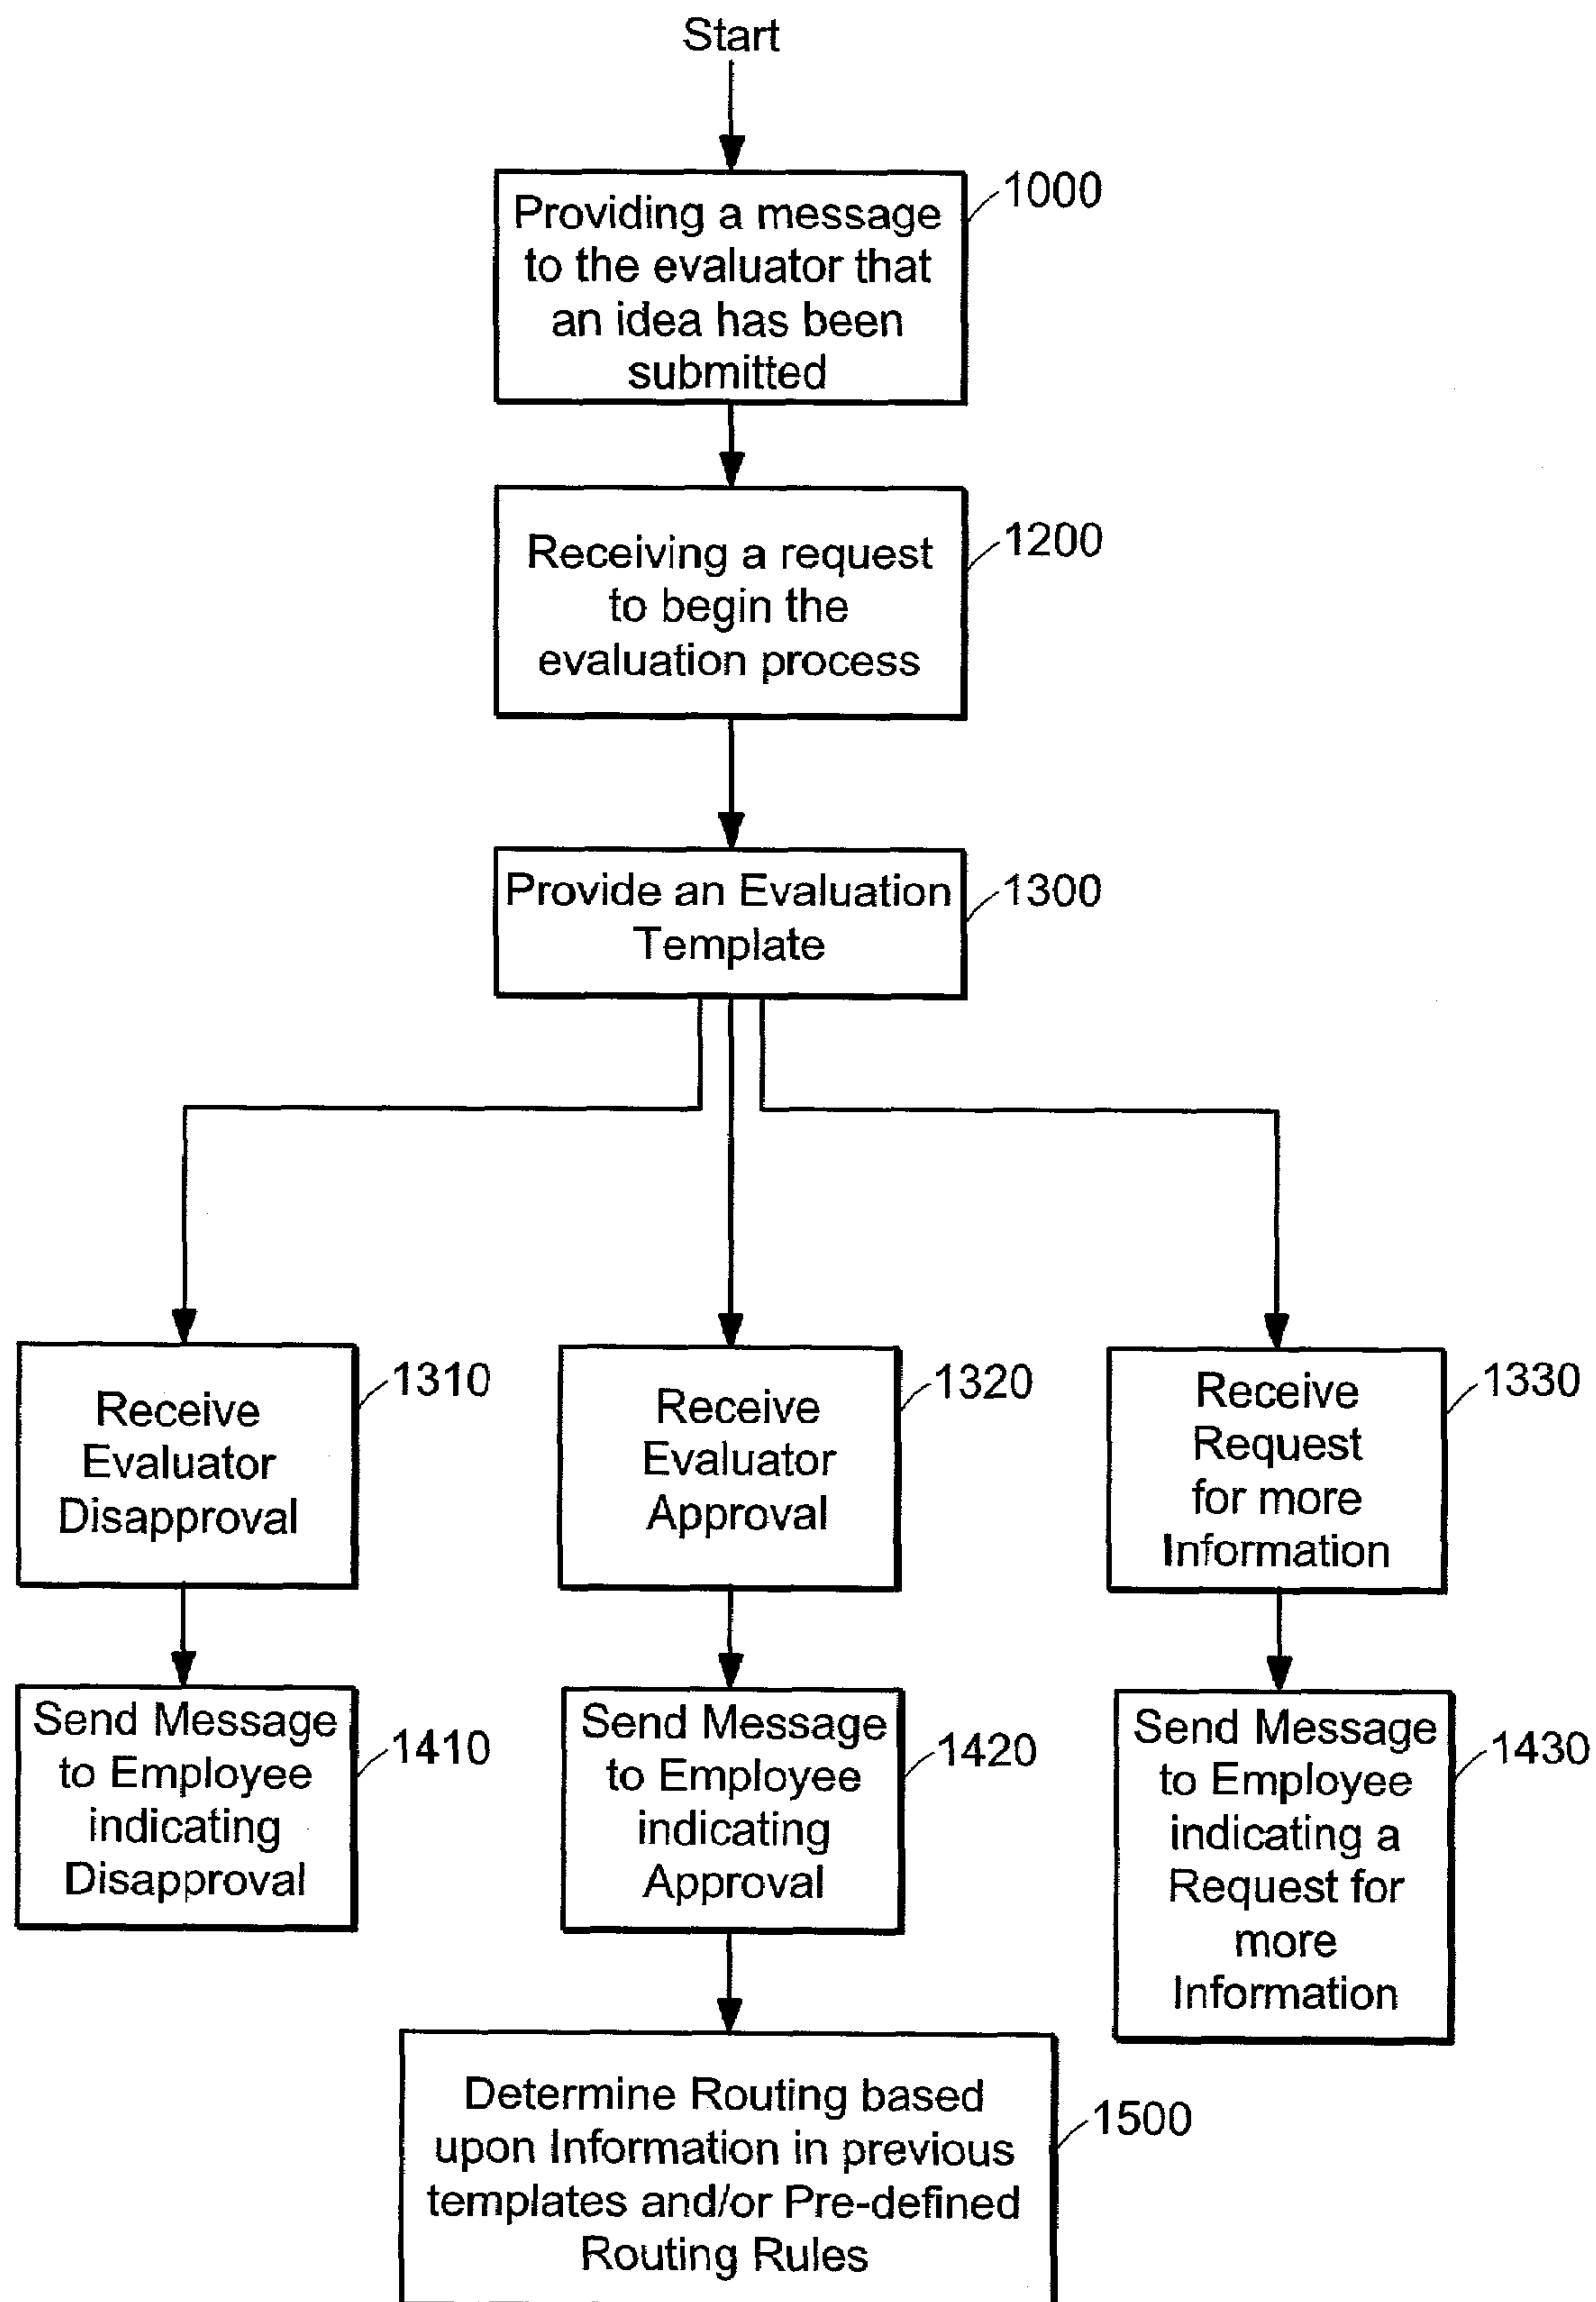 Start
Providing a message
to the evaluator that
an idea has been
submitted
1000
Receiving a request
to begin the
evaluation process
1200
Provide an Evaluation
Template
1300
Receive
Evaluator
Disapproval
1310
Receive
Evaluator
Approval
1320
Receive
Request
for more
Information
1330
Send Message
to Employee
indicating
Disapproval
1410
Send Message
to Employee
indicating
Approval
1420
Send Message
to Employee
indicating a
Request for
more
Information
1430
Determine Routing based
upon Information in previous
templates and/or Pre-defined
Routing Rules
1500